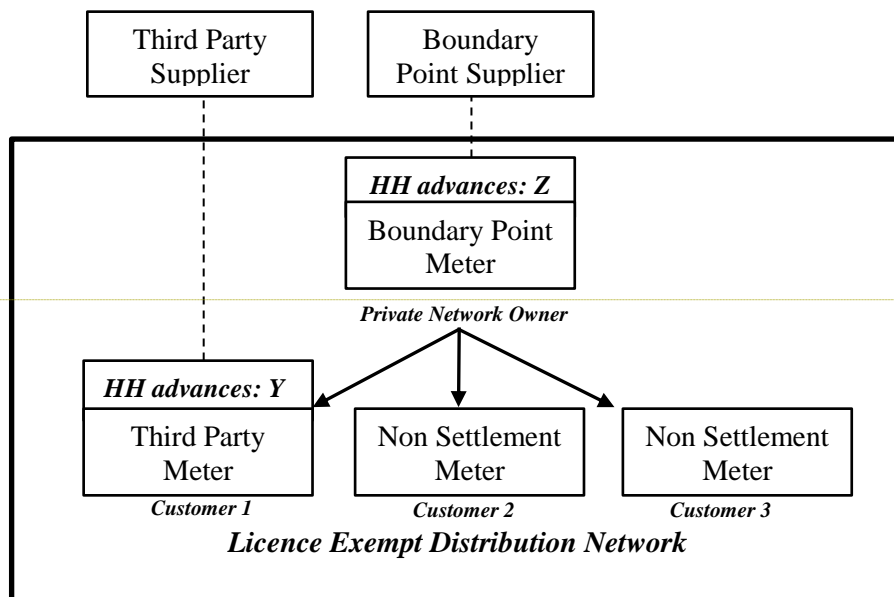 Third Party
Supplier
Boundary
Point Supplier
HH advances: Z
Boundary Point
Meter
Private Network Owner
HH advances: Y
Third Party
Meter
Non Settlement
Meter
Non Settlement
Meter
Customer 1
Customer 2
Customer 3
Licence Exempt Distribution Network